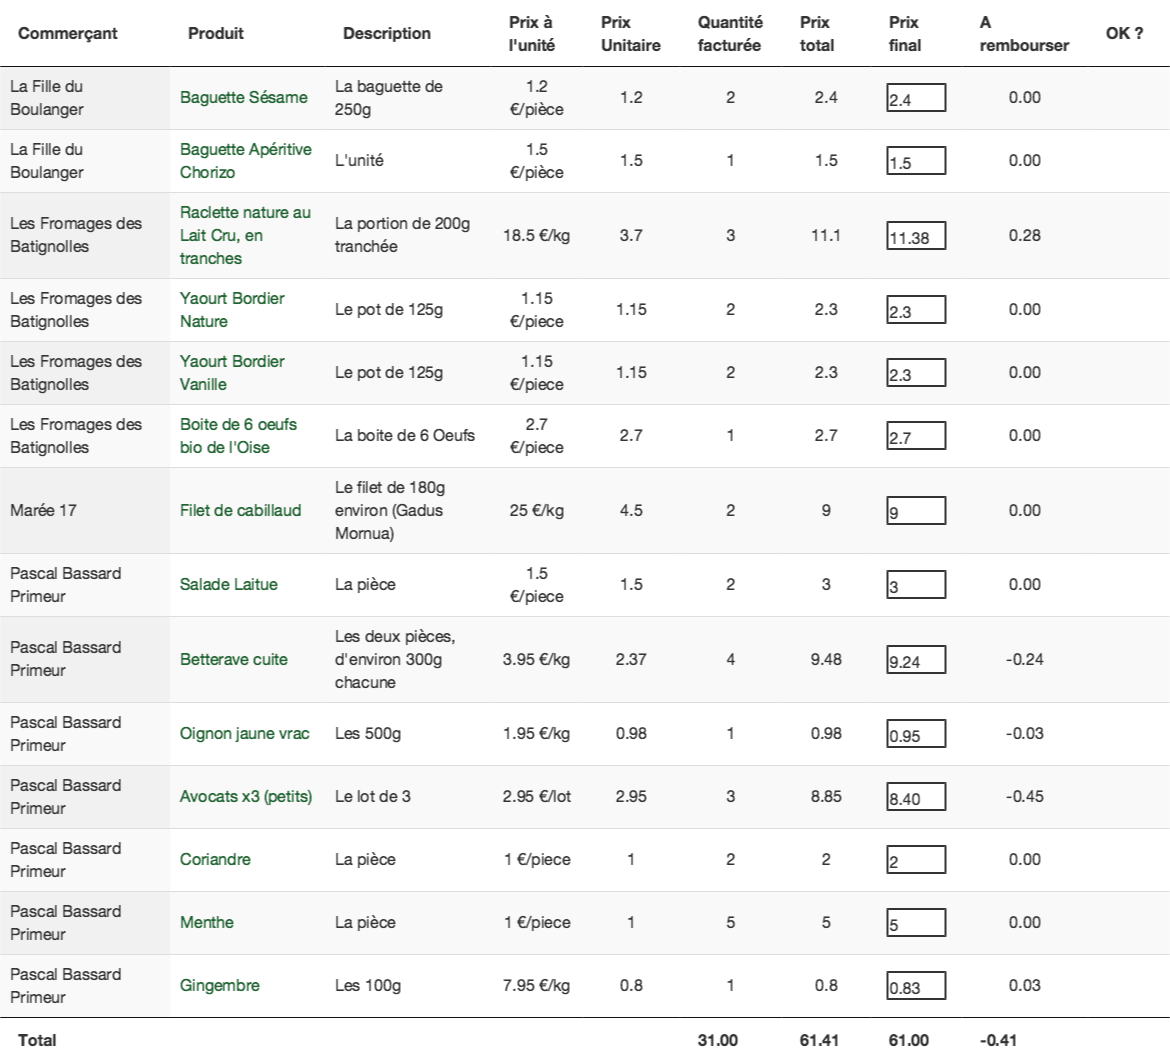 Commerçant Produit Description Prix à l'unité Prix Unitaire Quantité facturée Prix total Prix final A rembourser OK ?
La Fille du Boulanger Baguette Sésame La baguette de 250g 1.2 €/pièce 1.2 2 2.4 2.4 0.00
La Fille du Boulanger Baguette Apéritive Chorizo L'unité 1.5 €/pièce 1.5 1 1.5 1.5 0.00
Les Fromages des Batignolles Raclette nature au Lait Cru, en tranches La portion de 200g tranchée 18.5 €/kg 3.7 3 11.1 11.38 0.28
Les Fromages des Batignolles Yaourt Bordier Nature Le pot de 125g 1.15 €/piece 1.15 2 2.3 2.3 0.00
Les Fromages des Batignolles Yaourt Bordier Vanille Le pot de 125g 1.15 €/piece 1.15 2 2.3 2.3 0.00
Les Fromages des Batignolles Boite de 6 oeufs bio de l'Oise La boite de 6 Oeufs 2.7 €/piece 2.7 1 2.7 2.7 0.00
Marée 17 Filet de cabillaud Le filet de 180g environ (Gadus Mornua) 25 €/kg 4.5 2 9 9 0.00
Pascal Bassard Primeur Salade Laitue La pièce 1.5 €/piece 1.5 2 3 3 0.00
Pascal Bassard Primeur Betterave cuite Les deux pièces, d'environ 300g chacune 3.95 €/kg 2.37 4 9.48 9.24 -0.24
Pascal Bassard Primeur Oignon jaune vrac Les 500g 1.95 €/kg 0.98 1 0.98 0.95 -0.03
Pascal Bassard Primeur Avocats x3 (petits) Le lot de 3 2.95 €/lot 2.95 3 8.85 8.40 -0.45
Pascal Bassard Primeur Coriandre La pièce 1 €/piece 1 2 2 2 0.00
Pascal Bassard Primeur Menthe La pièce 1 €/piece 1 5 5 5 0.00
Pascal Bassard Primeur Gingembre Les 100g 7.95 €/kg 0.8 1 0.8 0.83 0.03
Total 31.00 61.41 61.00 -0.41